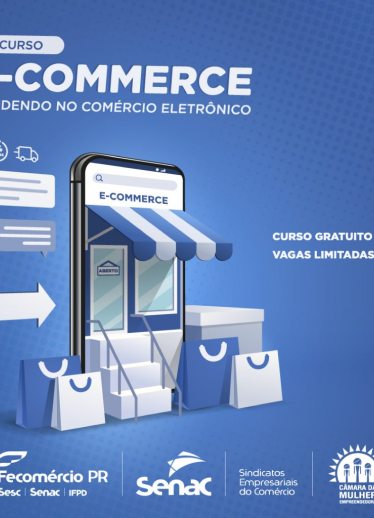 CURSO
-COMMERCE
DENDO NO COMÉRCIO ELETRÔNICO
E-COMMERCE
ABERTO
CURSO GRATUITO
VAGAS LIMITADAS
Fecomércio PR
Sesc | Senac | IFPD
Senac
Sindicatos
Empresariais
do Comércio
CÂMARA DA
MULHER
EMPREENDEDORA